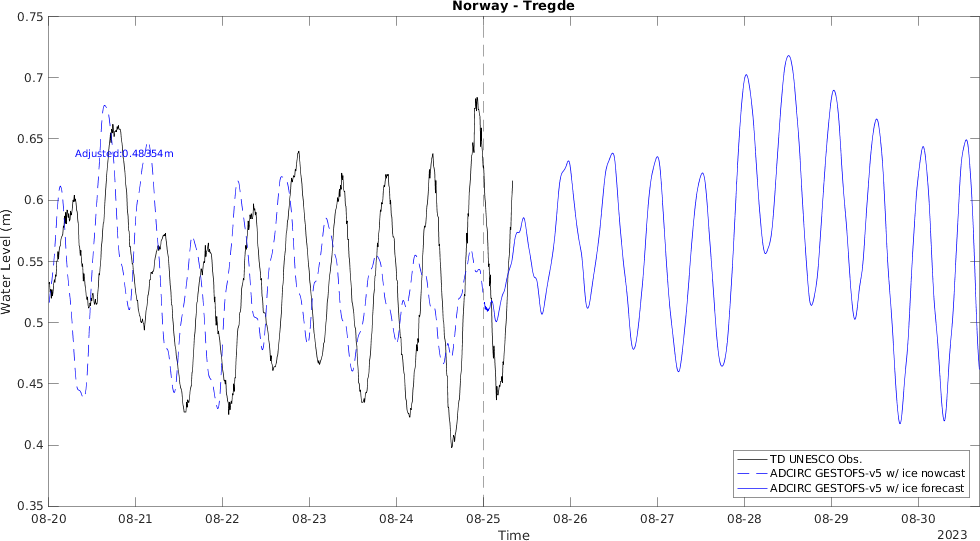 Norway - Tregde
0.75
0.7
0.65
0.6
0.55
0.5
0.45
0.4
0.35
Water Level (m)
Adjusted:0.48354m
TD UNESCO Obs.
ADCIRC GESTOFS-v5 w/ ice nowcast
ADCIRC GESTOFS-v5 w/ ice forecast
08-20 08-21 08-22 08-23 08-24 08-25 08-26 08-27 08-28 08-29 08-30
Time
2023